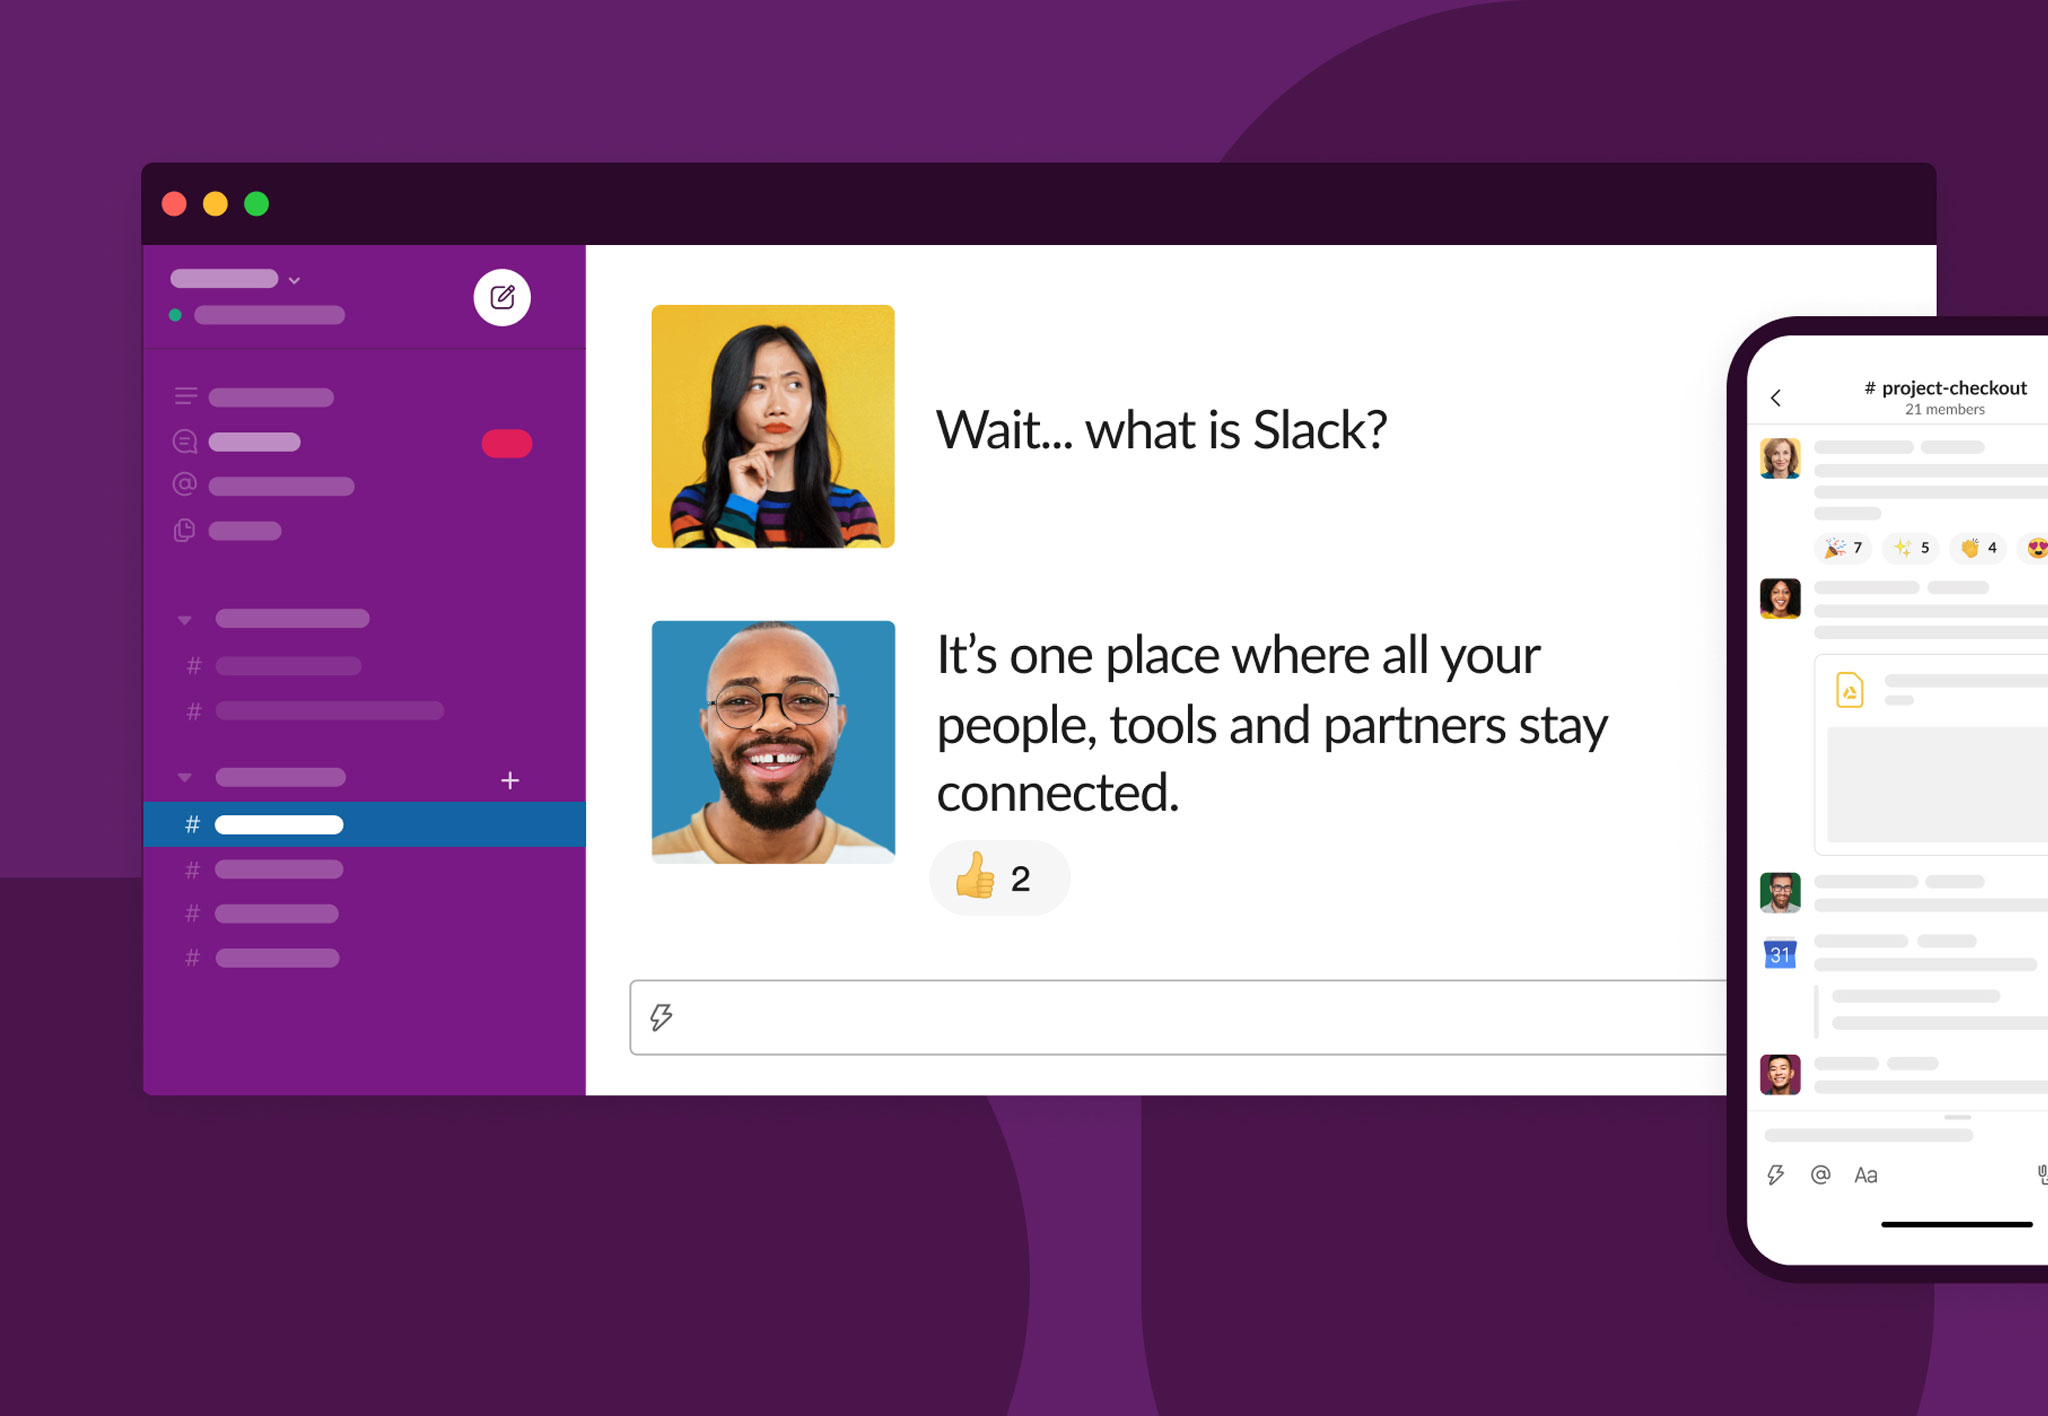 Wait... what is Slack?
It’s one place where all your
people, tools and partners stay
connected.
2
# project-checkout
21 members
7 5 4
31
@ Aa